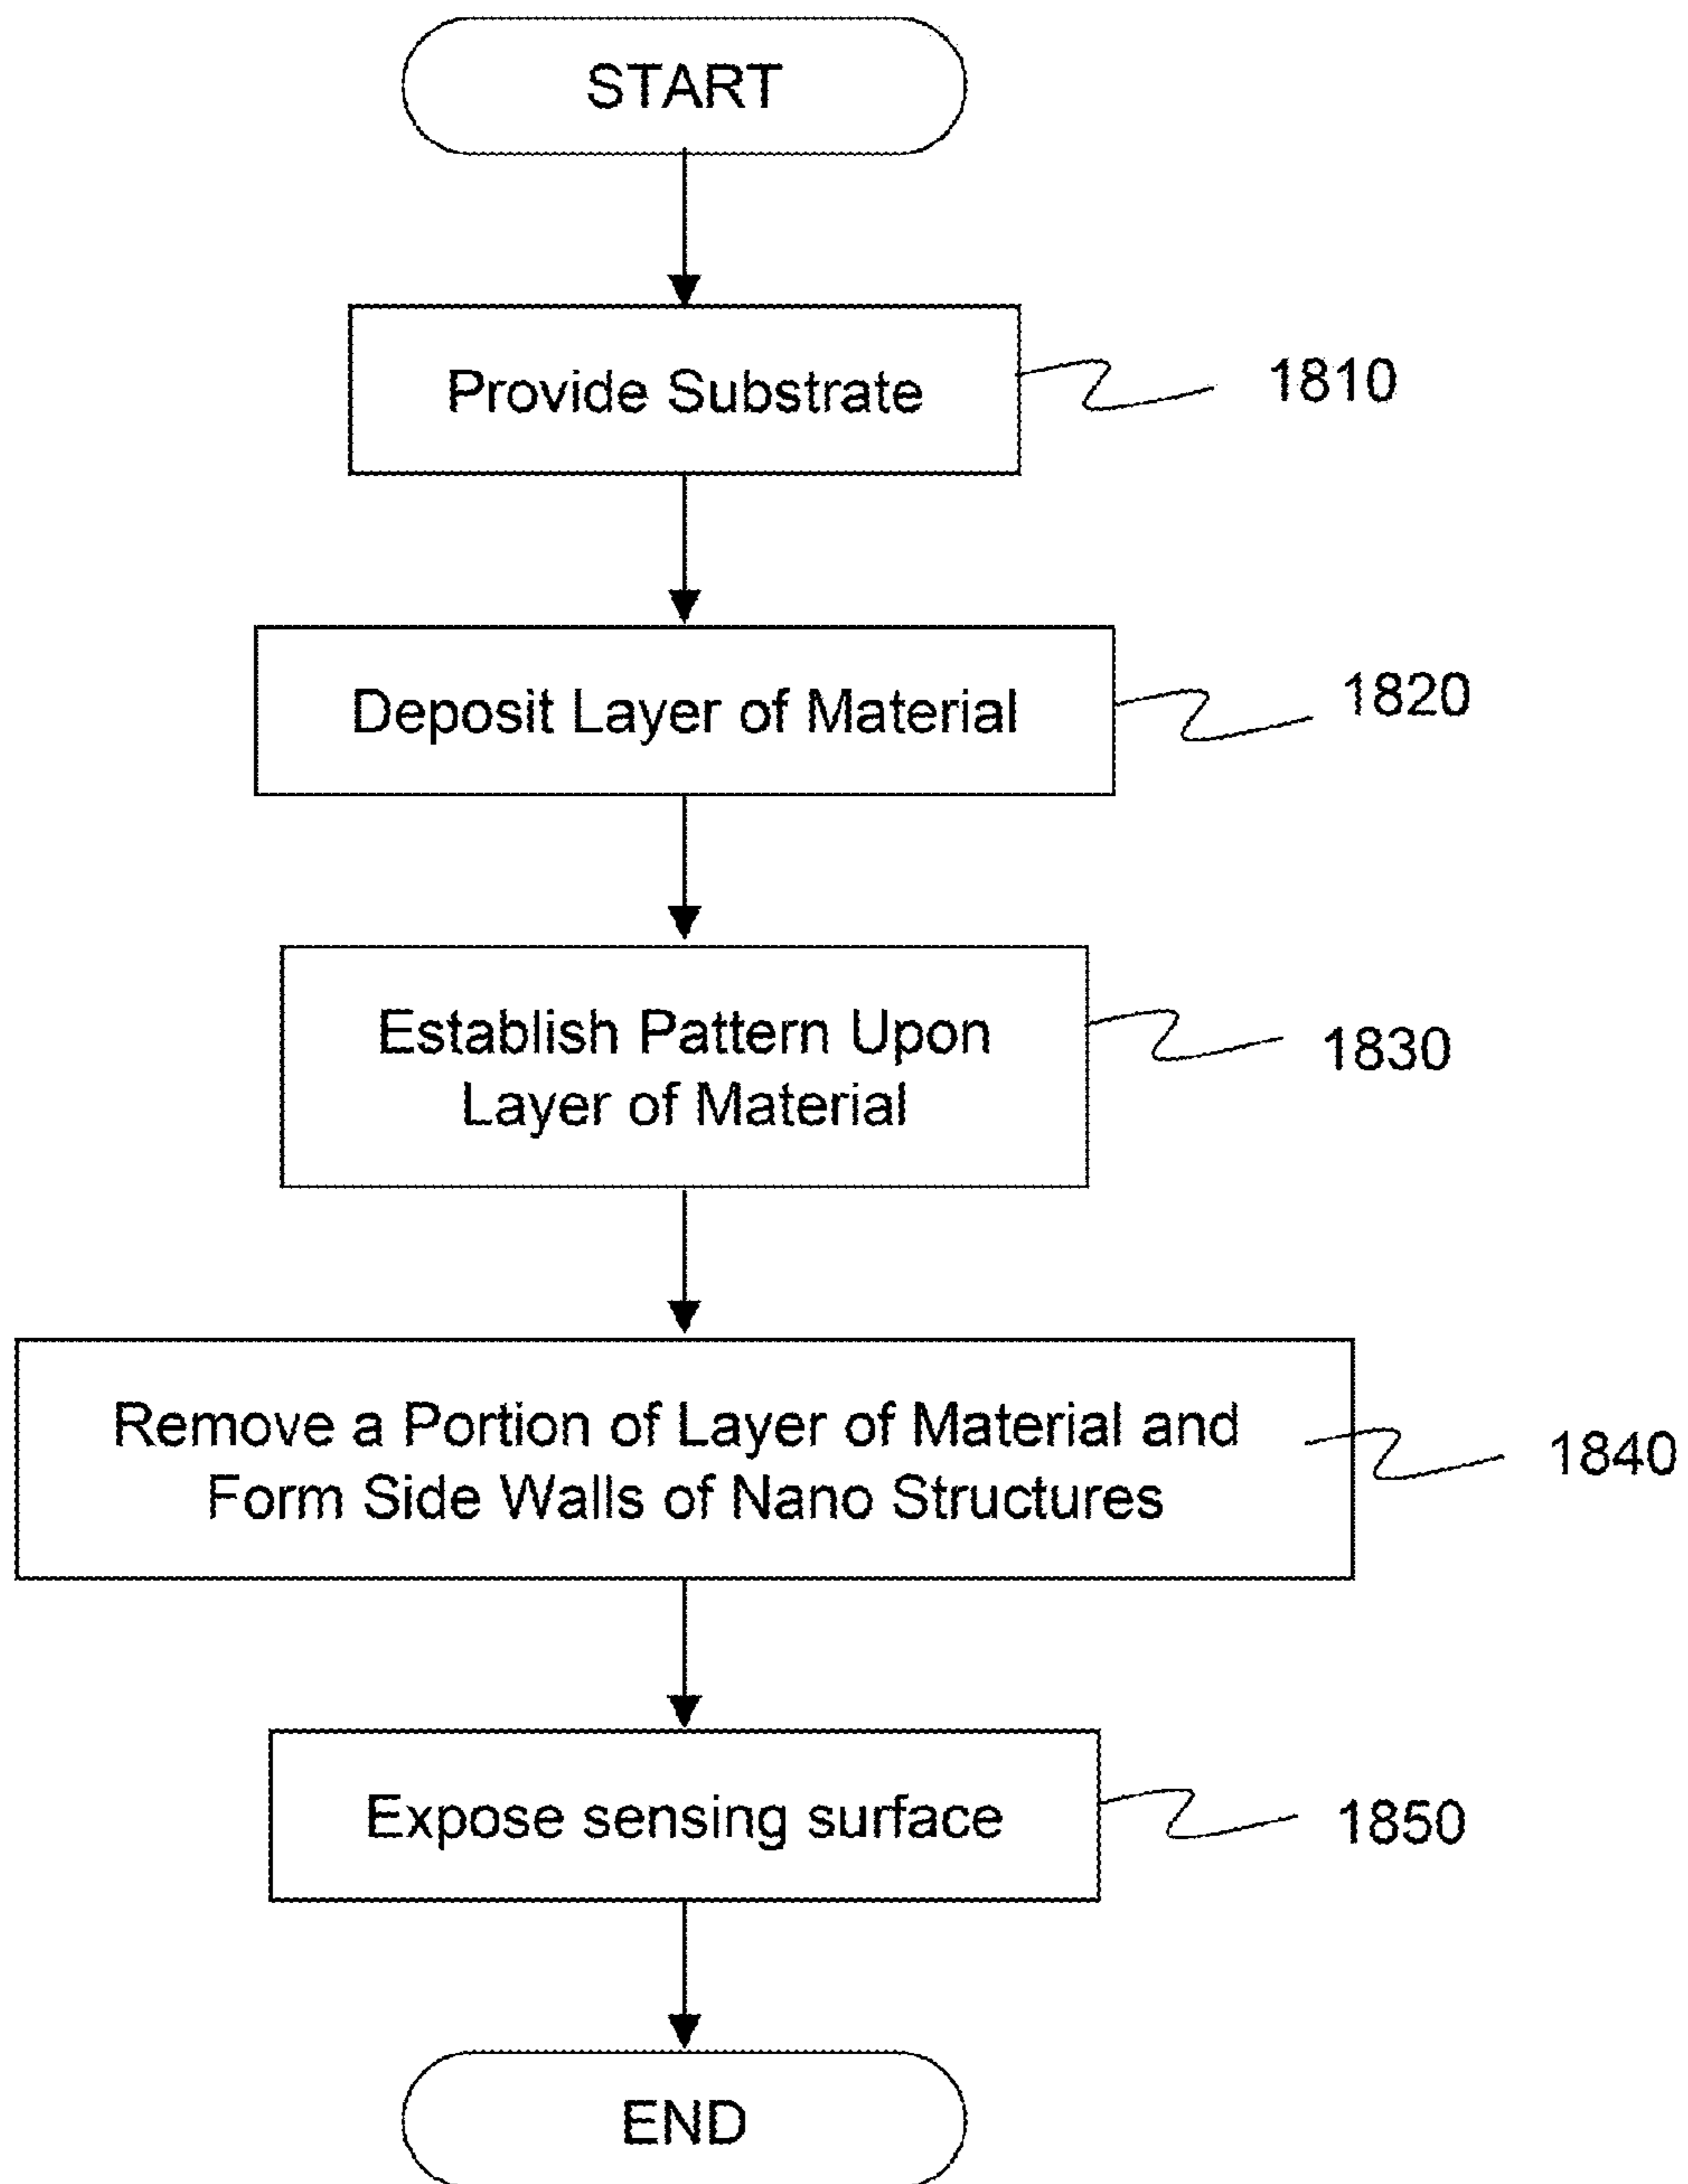 START
Provide Substrate
1810
Deposit Layer of Material
1820
Establish Pattern Upon
Layer of Material
1830
Remove a Portion of Layer of Material and
Form Side Walls of Nano Structures
1840
Expose sensing surface
1850
END